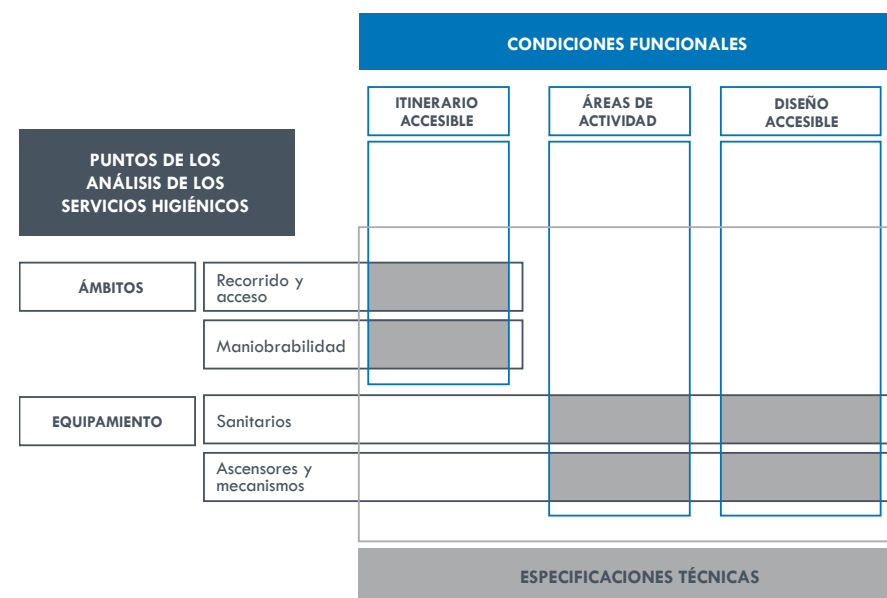 CONDICIONES FUNCIONALES
ITINERARIO
ACCESIBLE
ÁREAS DE
ACTIVIDAD
DISEÑO
ACCESIBLE
PUNTOS DE LOS
ANÁLISIS DE LOS
SERVICIOS HIGIÉNICOS
ÁMBITOS
Recorrido y
acceso
Maniobrabilidad
EQUIPAMIENTO
Sanitarios
Ascensores y
mecanismos
ESPECIFICACIONES TÉCNICAS